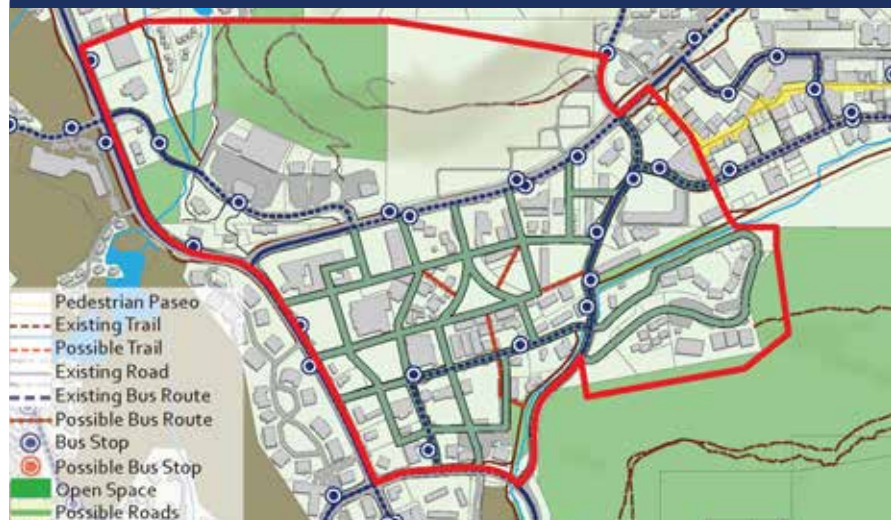 Pedestrian Paseo
Existing Trail
Possible Trail
Existing Road
Existing Bus Route
Possible Bus Route
Bus Stop
Possible Bus Stop
Open Space
Possible Roads